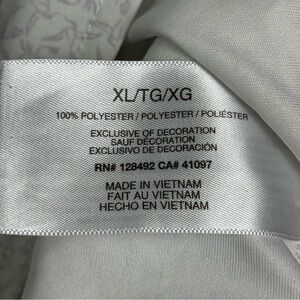 XL/TG/XG
100% POLYESTER / POLYESTER / POLIÉSTER
EXCLUSIVE OF DECORATION
SAUF DÉCORATION
EXCLUSIVO DE DECORACIÓN
RN# 128492 CA# 41097
MADE IN VIETNAM
FAIT AU VIETNAM
HECHO EN VIETNAM